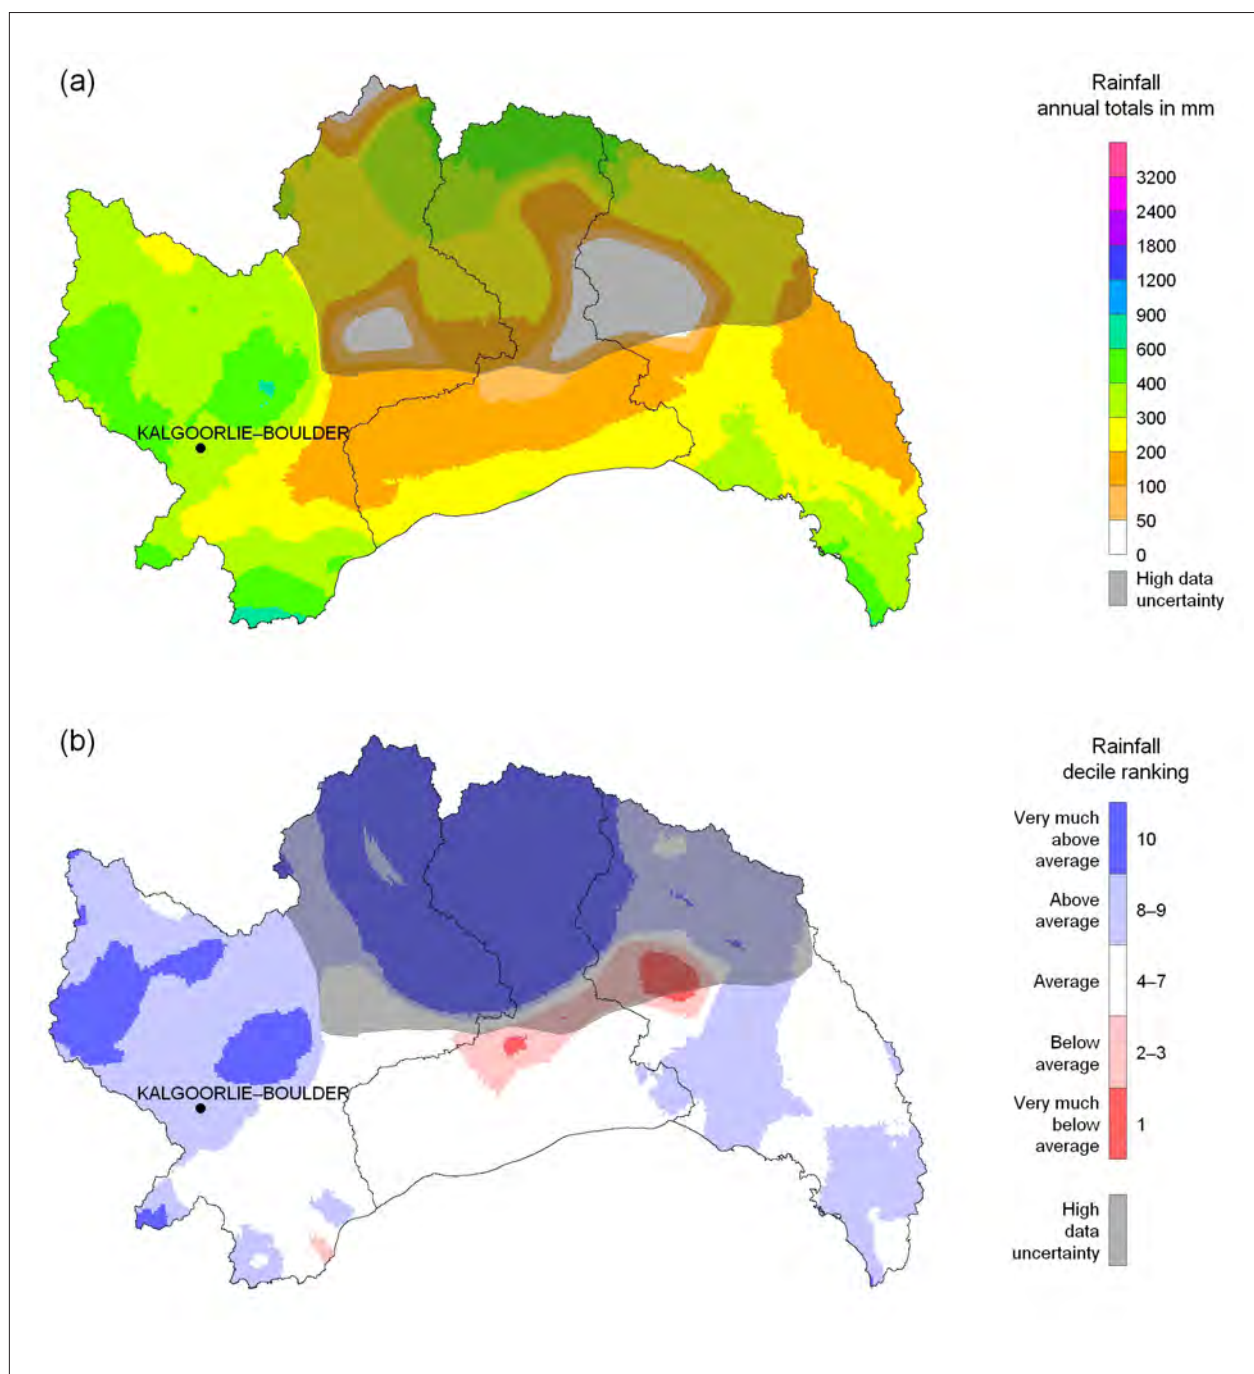 (a)
Rainfall
annual totals in mm
3200
2400
1800
1200
900
600
400
300
200
100
50
0
High data
uncertainty
KALGOORLIE–BOULDER
(b)
Rainfall
decile ranking
Very much
above
average
10
Above
average
8–9
Average
4–7
Below
average
2–3
Very much
below
average
1
High
data
uncertainty
KALGOORLIE–BOULDER